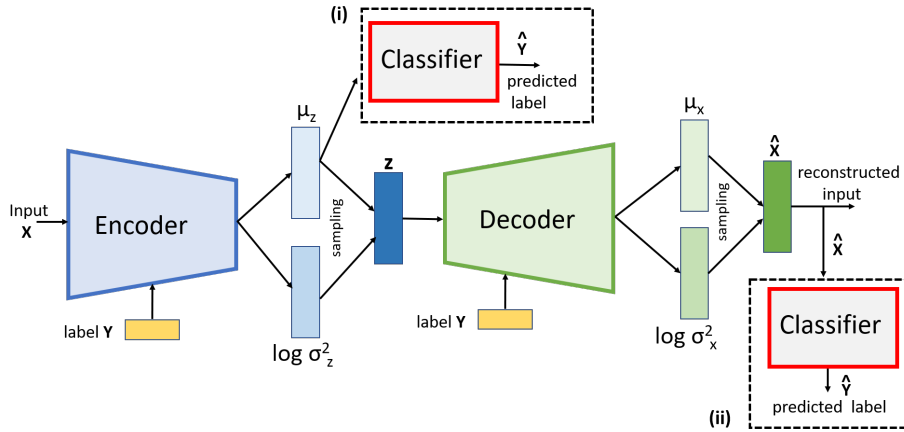 (i)
Classifier
Ŷ
predicted
label
μz
μx
z
X̂
reconstructed
input
Input
X
Encoder
sampling
Decoder
sampling
X̂
label Y
label Y
log σ²z
log σ²x
Classifier
Ŷ
predicted label
(ii)